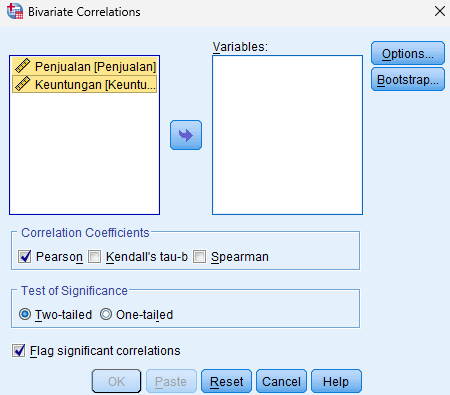 Bivariate Correlations
Variables:
Penjualan [Penjualan]
Keuntungan [Keuntu...
Options...
Bootstrap...
Correlation Coefficients
Pearson Kendall's tau-b Spearman
Test of Significance
Two-tailed One-tailed
Flag significant correlations
OK Paste Reset Cancel Help